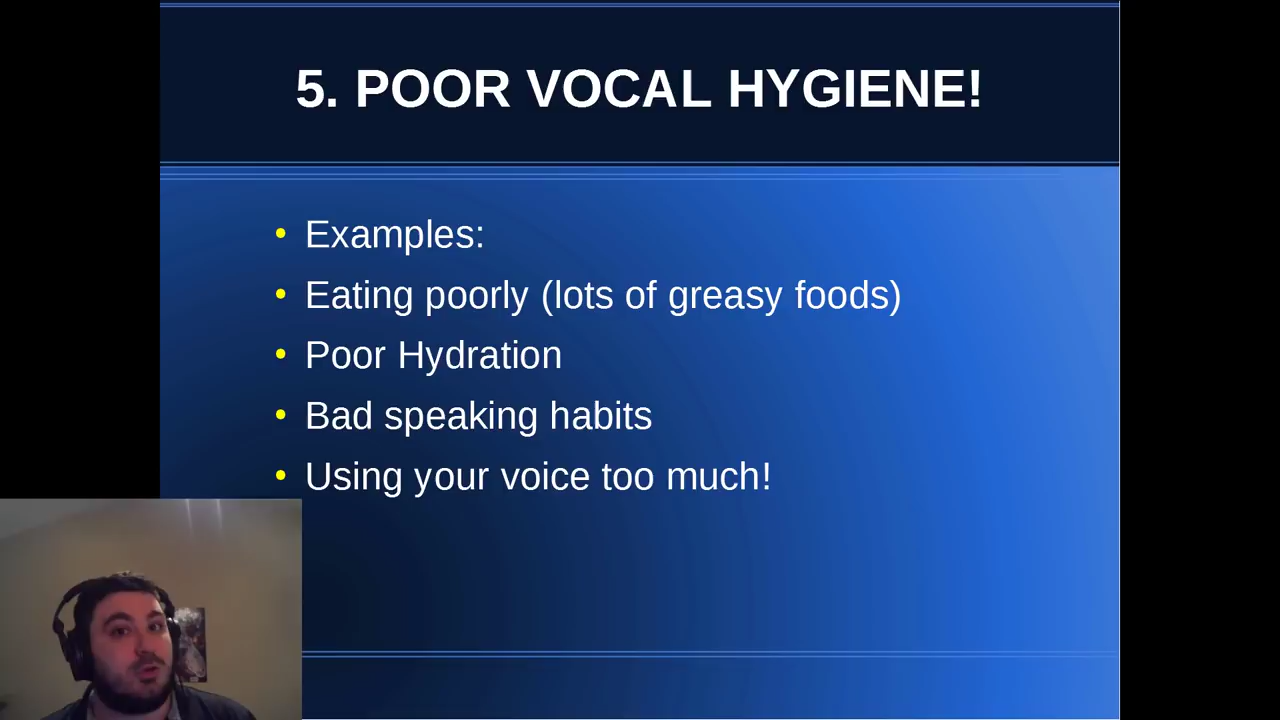 5. POOR VOCAL HYGIENE!
• Examples:
• Eating poorly (lots of greasy foods)
• Poor Hydration
• Bad speaking habits
• Using your voice too much!